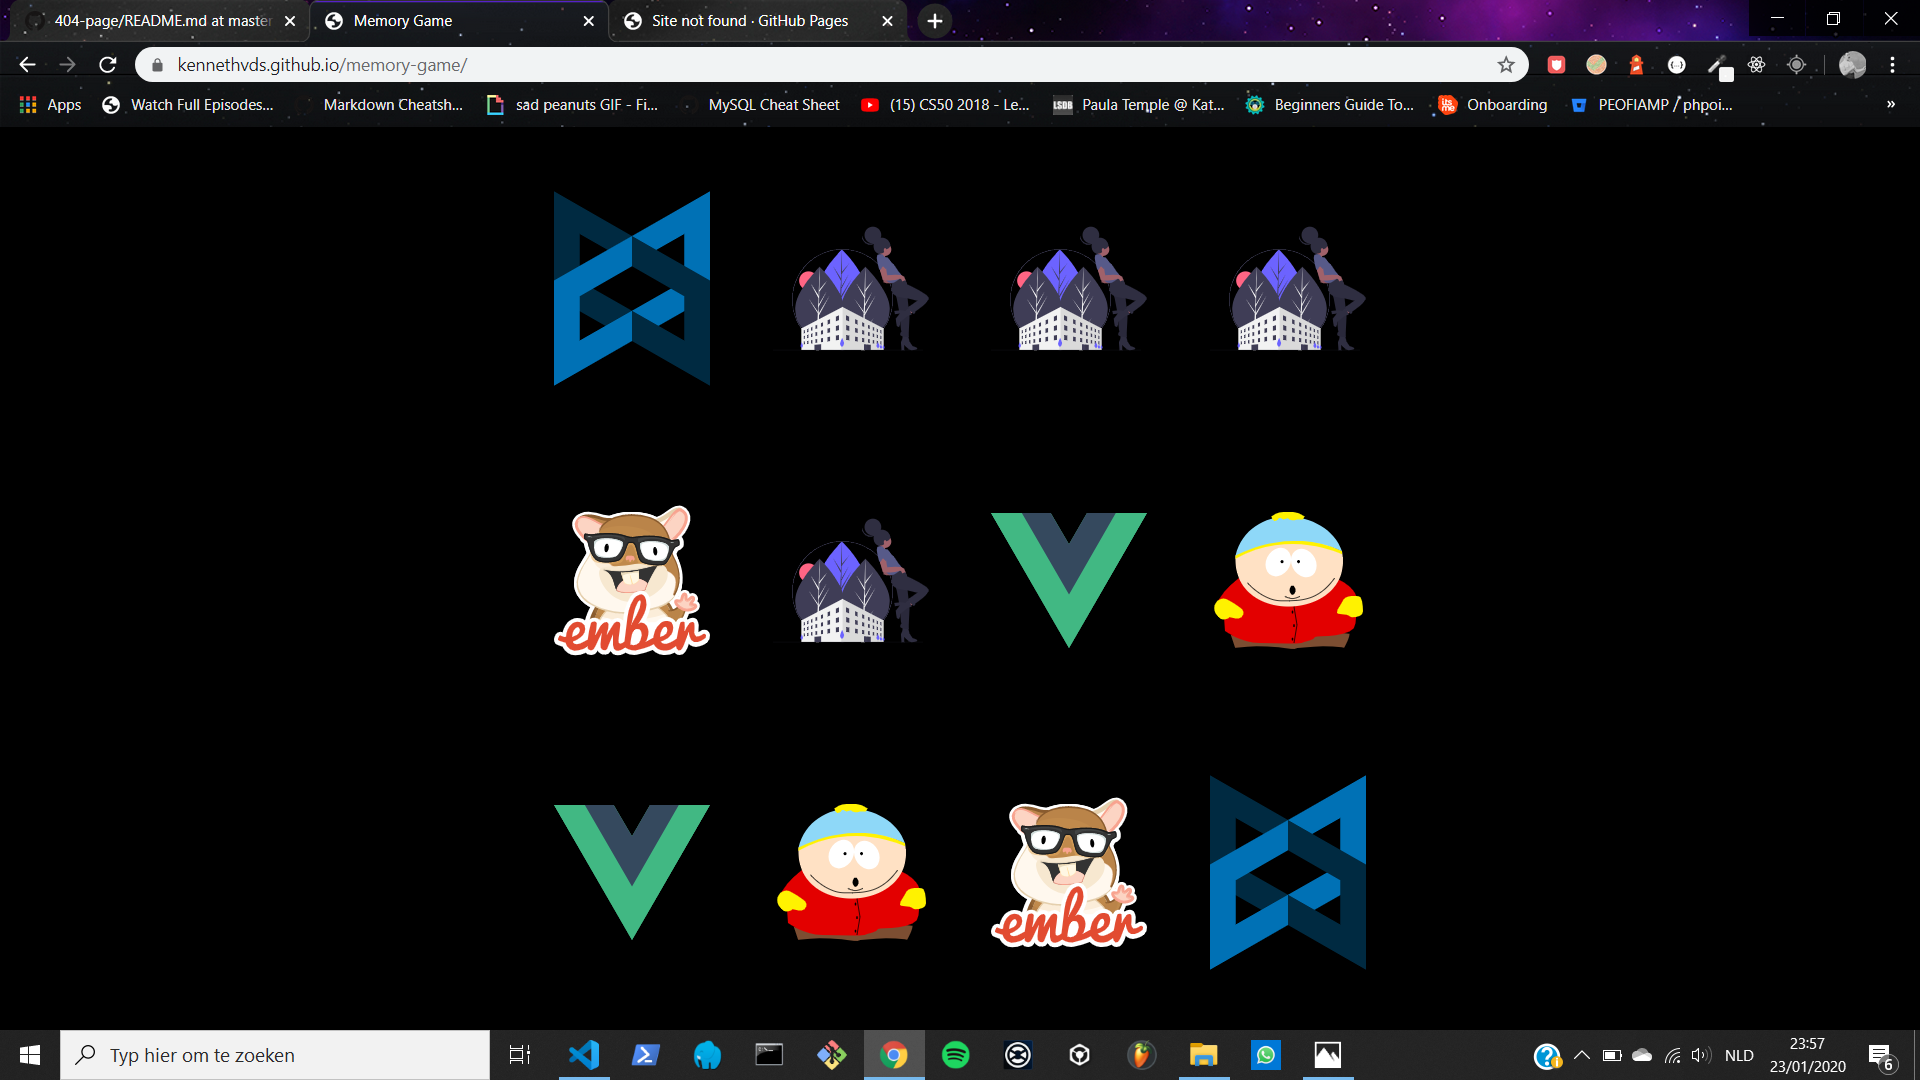 404-page/README.md at master
Memory Game
Site not found · GitHub Pages
kennethvds.github.io/memory-game/
Apps
Watch Full Episodes...
Markdown Cheatsh...
sad peanuts GIF - Fi...
MySQL Cheat Sheet
(15) CS50 2018 - Le...
LSDB
Paula Temple @ Kat...
Beginners Guide To...
Onboarding
PEOFIAMP / phpoi...
»
ember
ember
Typ hier om te zoeken
NLD
23:57
23/01/2020
6